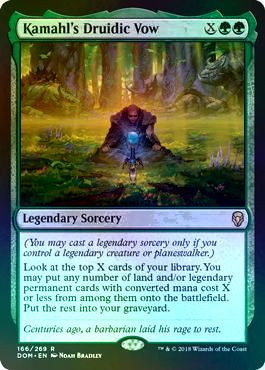 Kamahl's Druidic Vow X
Legendary Sorcery
(You may cast a legendary sorcery only if you
control a legendary creature or planeswalker.)
Look at the top X cards of your library. You
may put any number of land and/or legendary
permanent cards with converted mana cost X
or less from among them onto the battlefield.
Put the rest into your graveyard.
Centuries ago, a barbarian laid his rage to rest.
166/269 R
DOM • EN NOAH BRADLEY
™ & © 2018 Wizards of the Coast